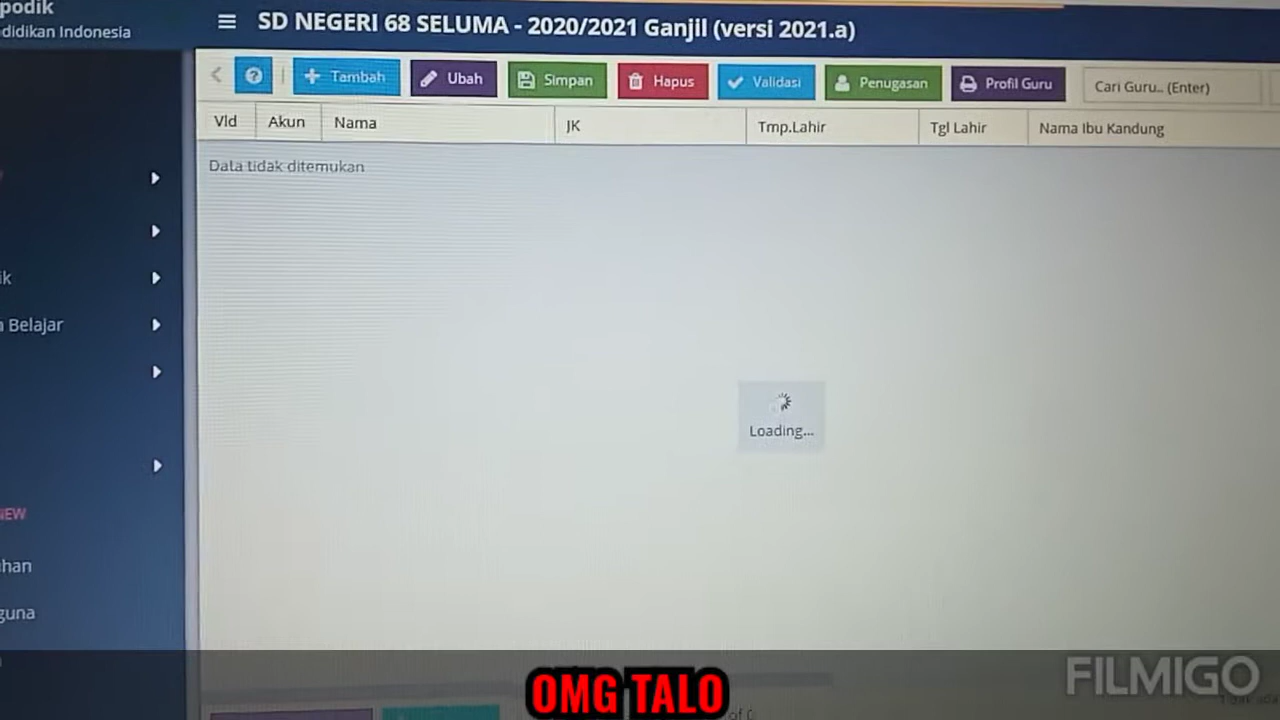 podik
didikan Indonesia
SD NEGERI 68 SELUMA - 2020/2021 Ganjil (versi 2021.a)
Tambah Ubah Simpan Hapus Validasi Penugasan Profil Guru Cari Guru.. (Enter)
Vld Akun Nama JK Tmp.Lahir Tgl Lahir Nama Ibu Kandung
Data tidak ditemukan
ik
Belajar
Loading...
NEW
han
guna
OMG TALO
FILMIGO